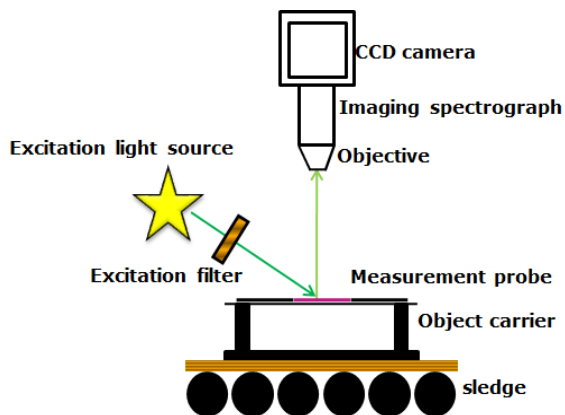 CCD camera
Imaging spectrograph
Objective
Excitation light source
Excitation filter
Measurement probe
Object carrier
sledge